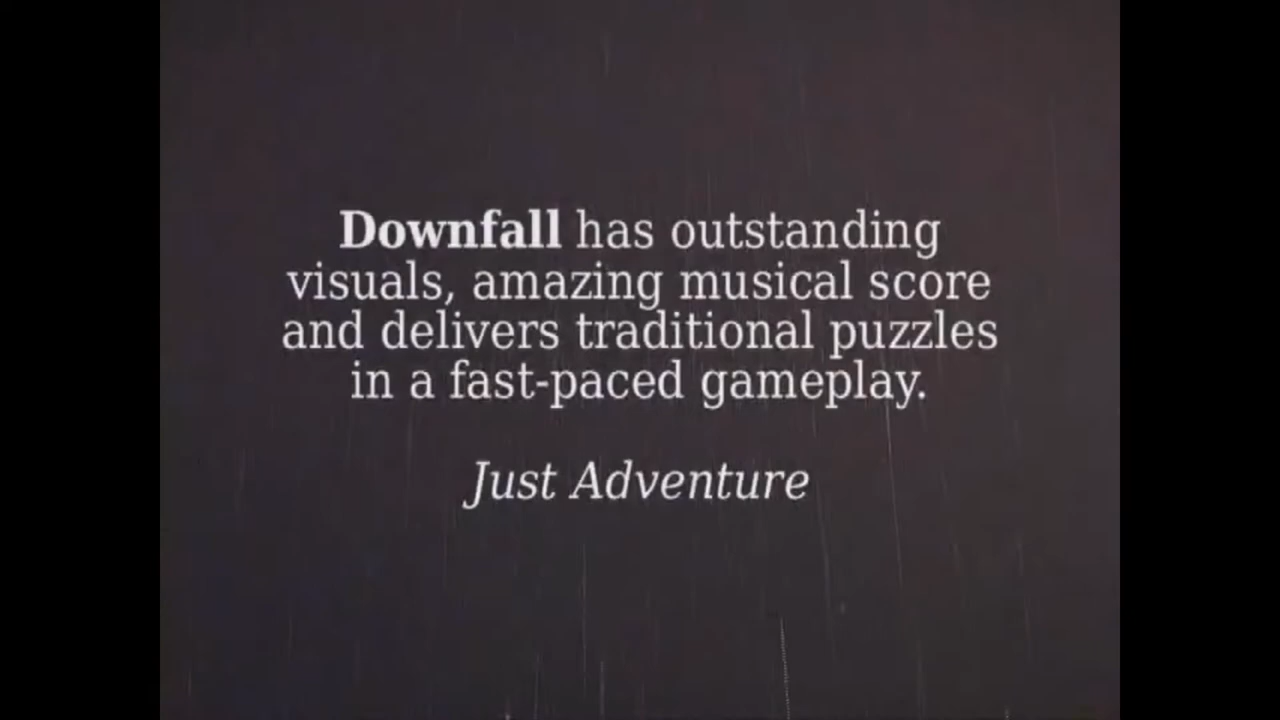 Downfall has outstanding
visuals, amazing musical score
and delivers traditional puzzles
in a fast-paced gameplay.
Just Adventure